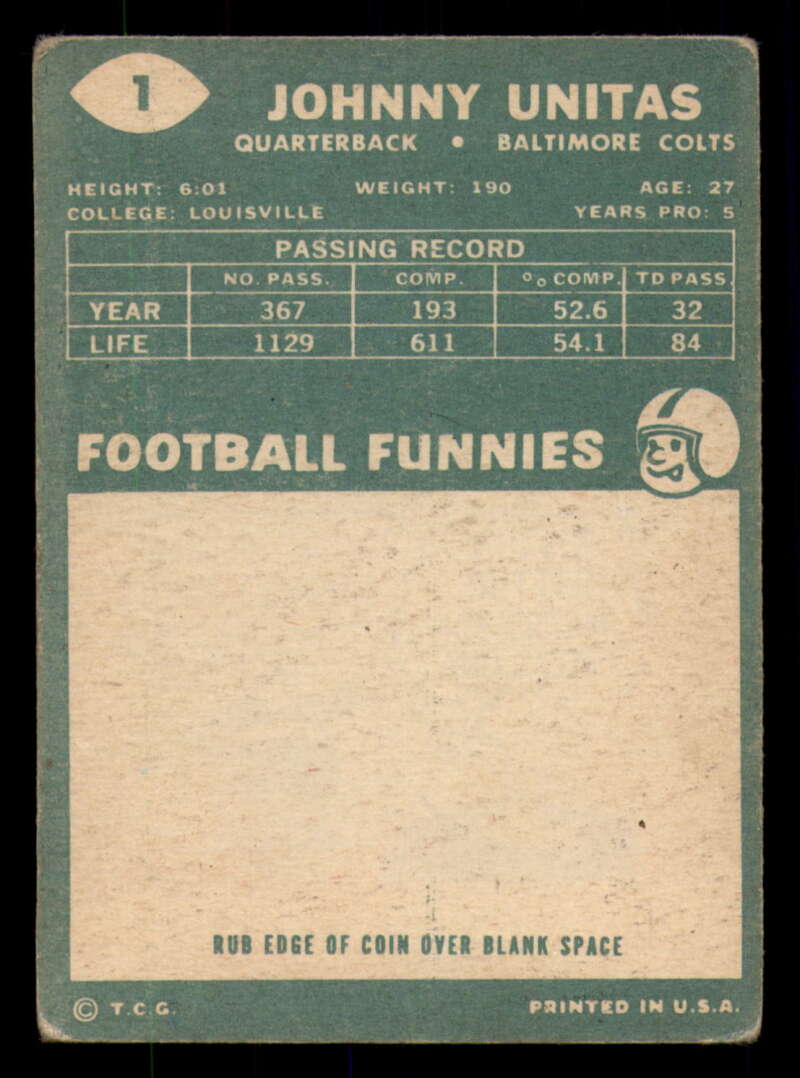 1
JOHNNY UNITAS
QUARTERBACK • BALTIMORE COLTS
HEIGHT: 6:01 WEIGHT: 190 AGE: 27
COLLEGE: LOUISVILLE YEARS PRO: 5
PASSING RECORD
NO. PASS. COMP. % COMP. TD PASS.
YEAR 367 193 52.6 32
LIFE 1129 611 54.1 84
FOOTBALL FUNNIES
RUB EDGE OF COIN OVER BLANK SPACE
© T.C.G. PRINTED IN U.S.A.